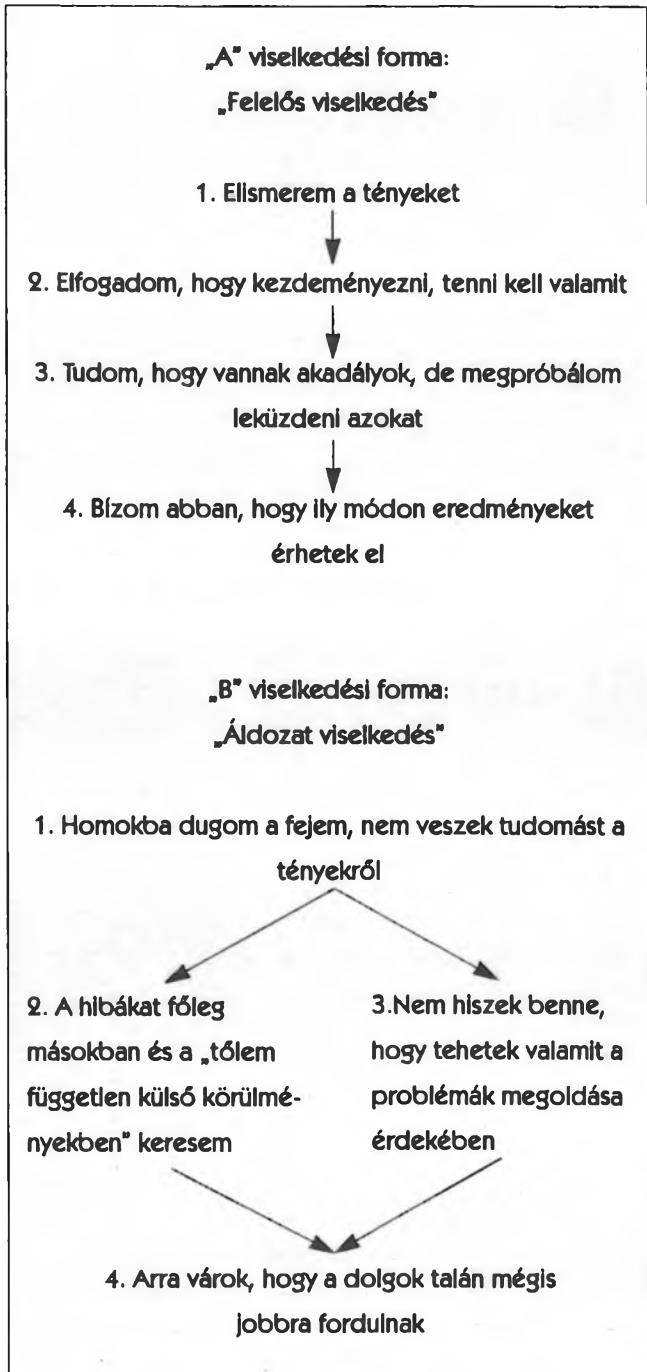 „A" viselkedési forma:
„Felelős viselkedés"
1. Elismerem a tényeket
2. Elfogadom, hogy kezdeményezni, tenni kell valamit
3. Tudom, hogy vannak akadályok, de megpróbálom
leküzdeni azokat
4. Bízom abban, hogy ily módon eredményeket
érhetek el
„B" viselkedési forma:
„Áldozat viselkedés"
1. Homokba dugom a fejem, nem veszek tudomást a
tényekről
2. A hibákat főleg
másokban és a „tőlem
független külső körülmé-
nyekben" keresem
3.Nem hiszek benne,
hogy tehetek valamit a
problémák megoldása
érdekében
4. Arra várok, hogy a dolgok talán mégis
jobbra fordulnak